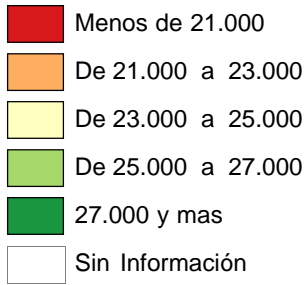 Menos de 21.000
De 21.000 a 23.000
De 23.000 a 25.000
De 25.000 a 27.000
27.000 y mas
Sin Información